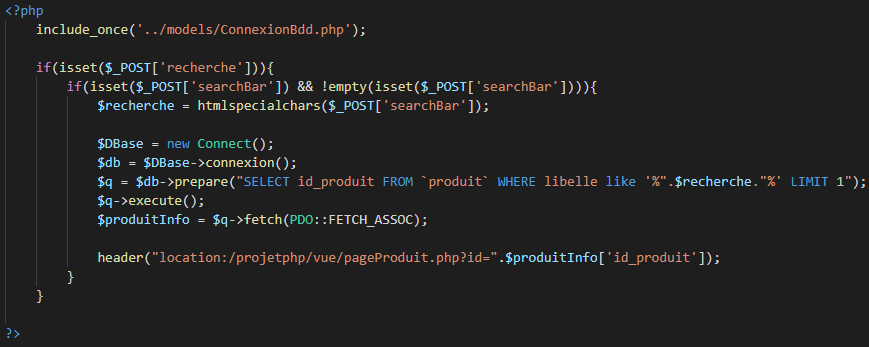 <?php
    include_once('../models/ConnexionBdd.php');
    if(isset($_POST['recherche'])){
        if(isset($_POST['searchBar']) && !empty(isset($_POST['searchBar']))){
            $recherche = htmlspecialchars($_POST['searchBar']);
            $DBase = new Connect();
            $db = $DBase->connexion();
            $q = $db->prepare("SELECT id_produit FROM `produit` WHERE libelle like '%".$recherche."%' LIMIT 1");
            $q->execute();
            $produitInfo = $q->fetch(PDO::FETCH_ASSOC);
            header("location:/projetphp/vue/pageProduit.php?id=".$produitInfo['id_produit']);
        }
    }
?>